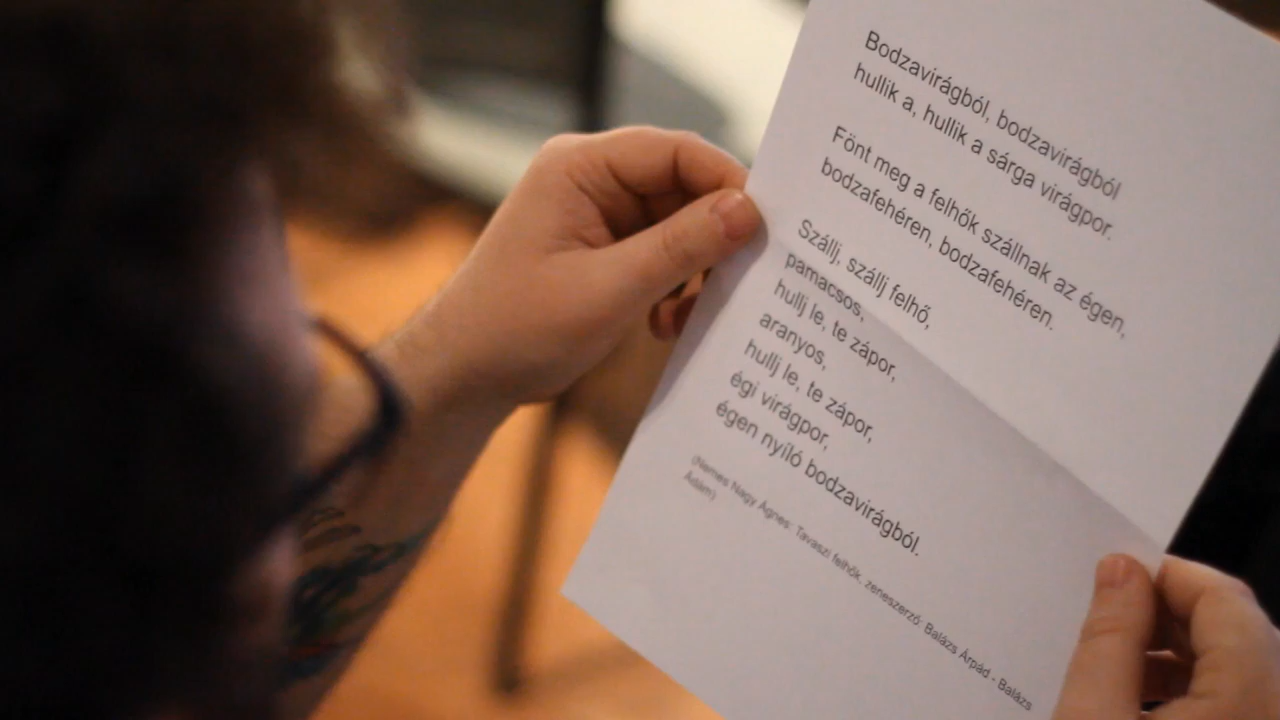 Bodzavirágból, bodzavirágból
hullik a, hullik a sárga virágpor.
Fönt meg a felhők szállnak az égen,
bodzafehéren, bodzafehéren.
Szállj, szállj felhő,
pamacsos,
hullj le, te zápor,
aranyos,
hullj le, te zápor,
égi virágpor,
égen nyíló bodzavirágból.
(Nemes Nagy Ágnes: Tavaszi felhők, zeneszerző: Balázs Árpád - Balázs
Ádám)